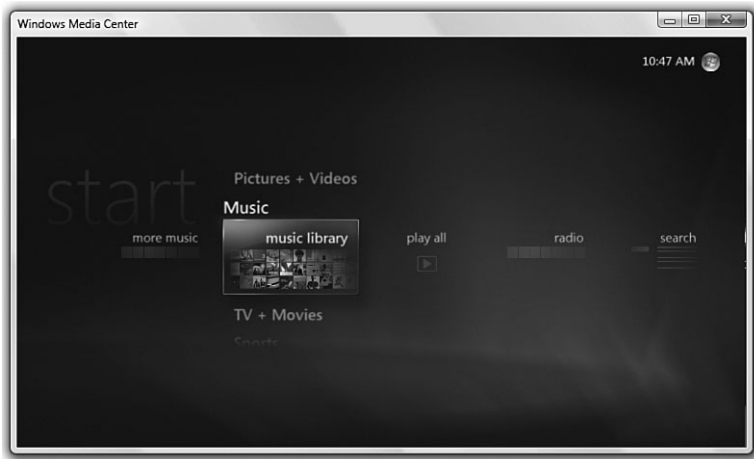 Windows Media Center
10:47 AM
start
Pictures + Videos
Music
more music
music library
play all
radio
search
TV + Movies
Sports